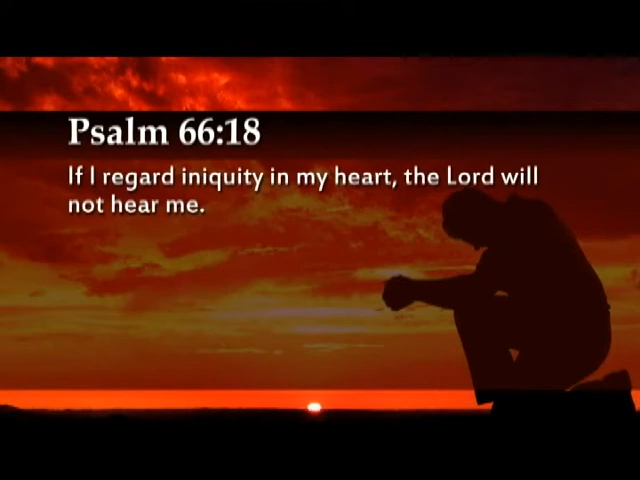 Psalm 66:18
If I regard iniquity in my heart, the Lord will
not hear me.